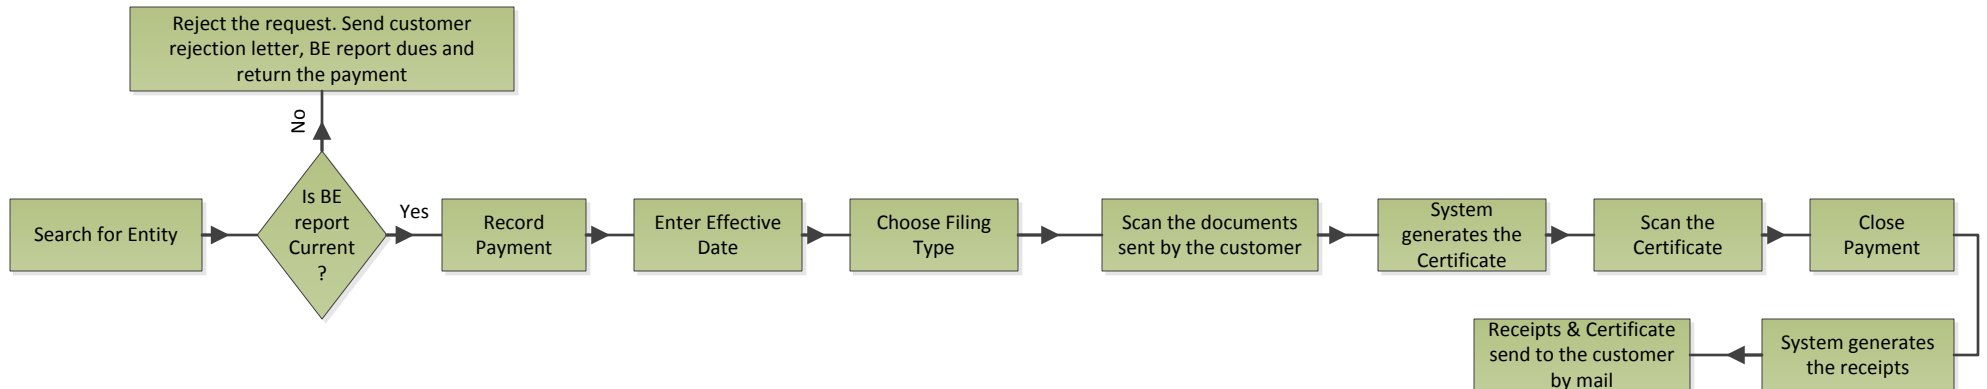 Reject the request. Send customer
rejection letter, BE report dues and
return the payment
No
Search for Entity
Is BE
report
Current
?
Yes
Record
Payment
Enter Effective
Date
Choose Filing
Type
Scan the documents
sent by the customer
System
generates the
Certificate
Scan the
Certificate
Close
Payment
System generates
the receipts
Receipts & Certificate
send to the customer
by mail